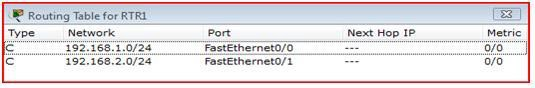 Routing Table for RTR1
Type Network Port Next Hop IP Metric
C 192.168.1.0/24 FastEthernet0/0 --- 0/0
C 192.168.2.0/24 FastEthernet0/1 --- 0/0